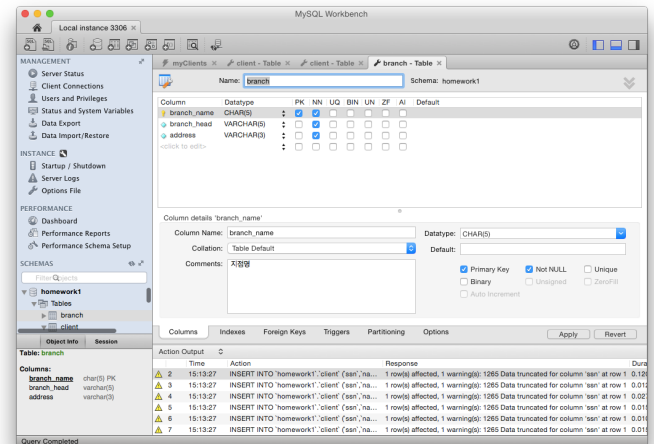 MySQL Workbench
Local instance 3306
MANAGEMENT
Server Status
Client Connections
Users and Privileges
Status and System Variables
Data Export
Data Import/Restore
INSTANCE
Startup / Shutdown
Server Logs
Options File
PERFORMANCE
Dashboard
Performance Reports
Performance Schema Setup
SCHEMAS
Filter objects
homework1
Tables
branch
client
Object Info Session
Table: branch
Columns:
branch_name char(5) PK
branch_head varchar(5)
address varchar(3)
myClients client - Table client - Table branch - Table
Name: branch Schema: homework1
Column Datatype PK NN UQ BIN UN ZF AI Default
branch_name CHAR(5)
branch_head VARCHAR(5)
address VARCHAR(3)
<click to edit>
Column details 'branch_name'
Column Name: branch_name Datatype: CHAR(5)
Collation: Table Default Default:
Comments: 지점명
Primary Key Not NULL Unique
Binary Unsigned ZeroFill
Auto Increment
Columns Indexes Foreign Keys Triggers Partitioning Options Apply Revert
Action Output
Time Action Response Dura
2 15:13:27 INSERT INTO `homework1`.`client` (`ssn`,`na... 1 row(s) affected, 1 warning(s): 1265 Data truncated for column 'ssn' at row 1 0.120
3 15:13:27 INSERT INTO `homework1`.`client` (`ssn`,`na... 1 row(s) affected, 1 warning(s): 1265 Data truncated for column 'ssn' at row 1 0.012
4 15:13:27 INSERT INTO `homework1`.`client` (`ssn`,`na... 1 row(s) affected, 1 warning(s): 1265 Data truncated for column 'ssn' at row 1 0.027
5 15:13:27 INSERT INTO `homework1`.`client` (`ssn`,`na... 1 row(s) affected, 1 warning(s): 1265 Data truncated for column 'ssn' at row 1 0.015
6 15:13:27 INSERT INTO `homework1`.`client` (`ssn`,`na... 1 row(s) affected, 1 warning(s): 1265 Data truncated for column 'ssn' at row 1 0.010
7 15:13:27 INSERT INTO `homework1`.`client` (`ssn`,`na... 1 row(s) affected, 1 warning(s): 1265 Data truncated for column 'ssn' at row 1 0.015
Query Completed